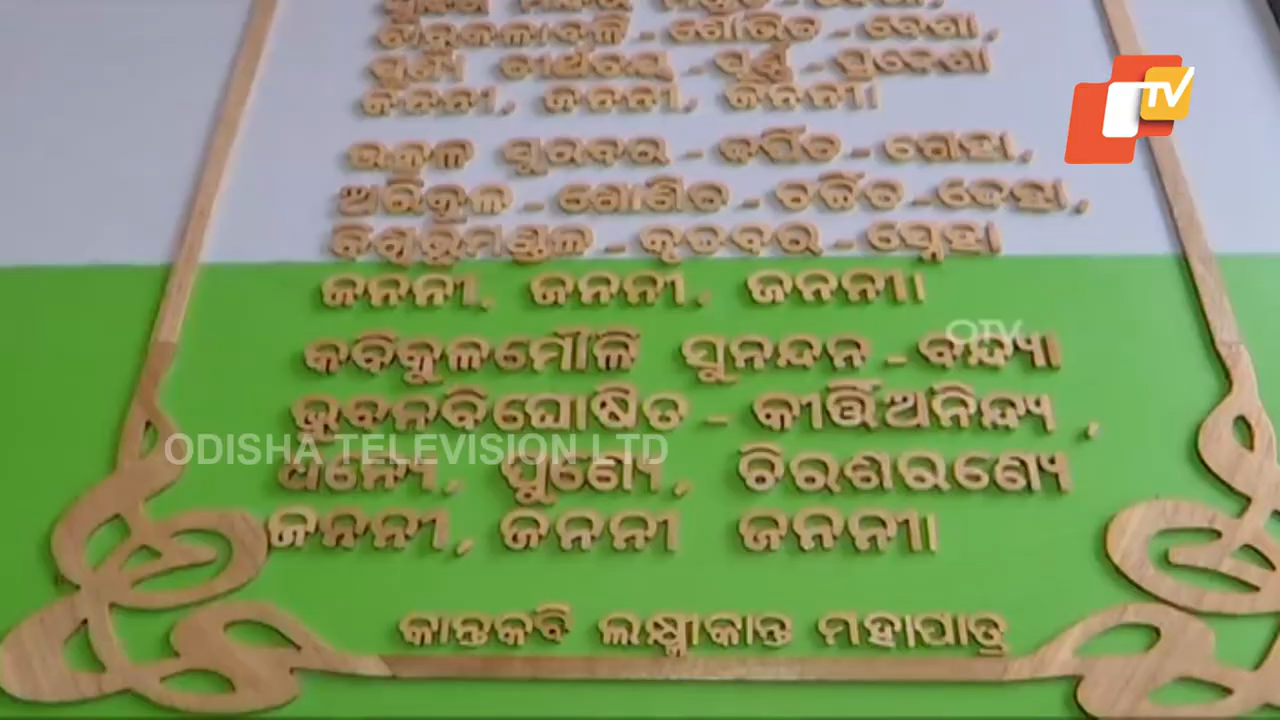 ଚାରୁକଳାବଳି - ଶୋଭିତ - ବେଶା,
ପୁଣ୍ୟ ତୀର୍ଥଚୟ - ପୂର୍ଣ୍ଣ - ପ୍ରଦେଶା
ଜନନୀ, ଜନନୀ, ଜନନୀ।
ଉତ୍କଳ ସୁରବର - ଦର୍ପିତ - ଗେହା,
ଅରିକୁଳ - ଶୋଣିତ - ଚର୍ଚ୍ଚିତ - ଦେହା,
ବିଶ୍ୱଭୂମଣ୍ଡଳ - କୃତବର - ସ୍ନେହା
ଜନନୀ, ଜନନୀ, ଜନନୀ।
କବିକୁଳମୌଳି ସୁନନ୍ଦନ - ବନ୍ଦ୍ୟା
ଭୁବନବିଘୋଷିତ - କୀର୍ତ୍ତିଅନିନ୍ଦ୍ୟ ,
ଧନ୍ୟେ, ପୁଣ୍ୟେ, ଚିରଶରଣ୍ୟେ
ଜନନୀ, ଜନନୀ ଜନନୀ।
କାନ୍ତକବି ଲକ୍ଷ୍ମୀକାନ୍ତ ମହାପାତ୍ର
TV
OTV
ODISHA TELEVISION LTD